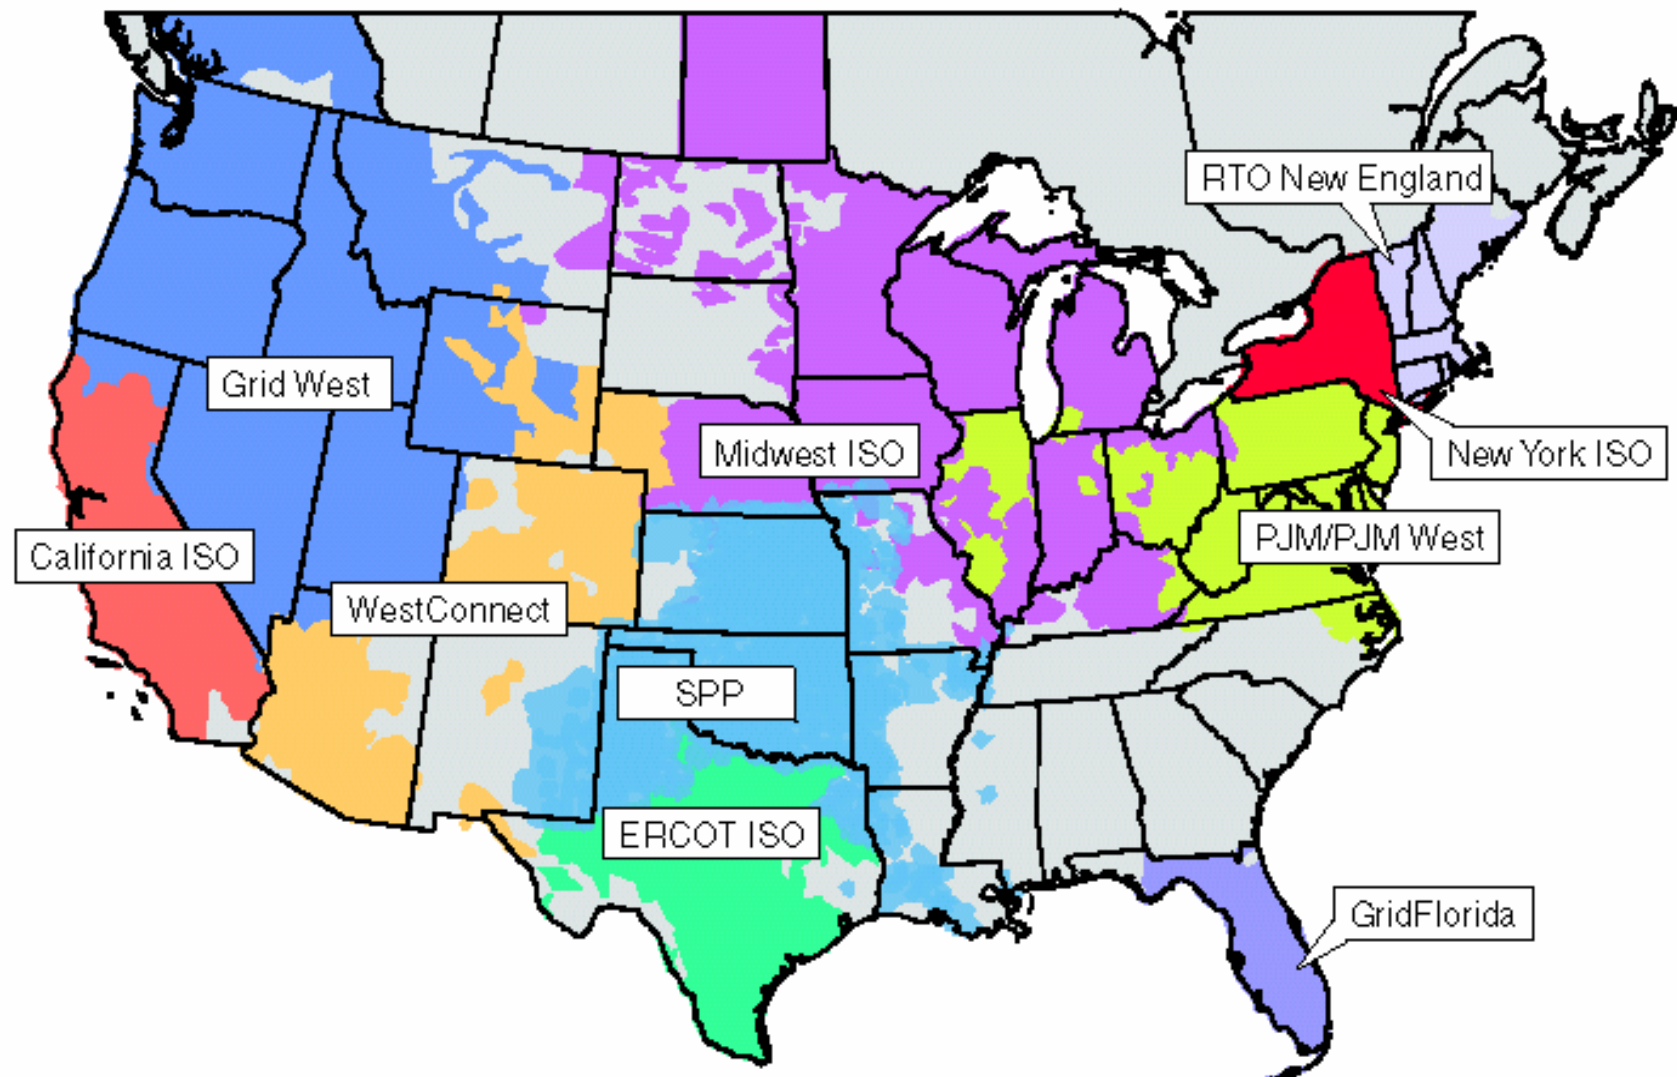 RTO New England
Grid West
Midwest ISO
New York ISO
California ISO
PJM/PJM West
WestConnect
SPP
ERCOT ISO
GridFlorida